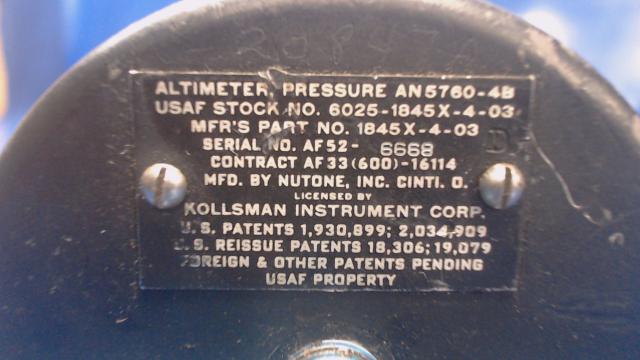 ALTIMETER, PRESSURE AN5760-4B
USAF STOCK NO. 6025-1845X-4-03
MFR'S PART NO. 1845X-4-03 D
SERIAL NO. AF52- 6668
CONTRACT AF33(600)-16114
MFD. BY NUTONE, INC. CINTI. O.
LICENSED BY
KOLLSMAN INSTRUMENT CORP.
U.S. PATENTS 1,930,899; 2,034,909
U.S. REISSUE PATENTS 18,306; 19,079
FOREIGN & OTHER PATENTS PENDING
USAF PROPERTY